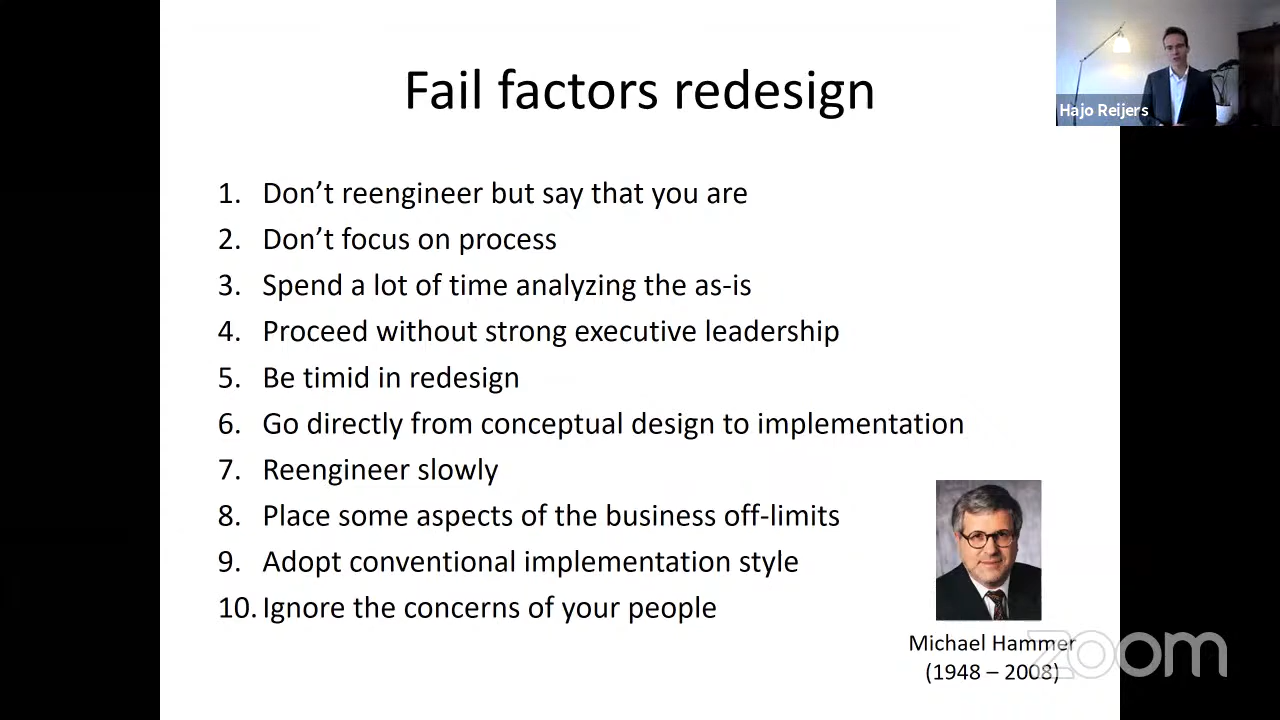 Fail factors redesign
Hajo Reijers
1. Don’t reengineer but say that you are
2. Don’t focus on process
3. Spend a lot of time analyzing the as-is
4. Proceed without strong executive leadership
5. Be timid in redesign
6. Go directly from conceptual design to implementation
7. Reengineer slowly
8. Place some aspects of the business off-limits
9. Adopt conventional implementation style
10. Ignore the concerns of your people
Michael Hammer
(1948 – 2008)
zoom